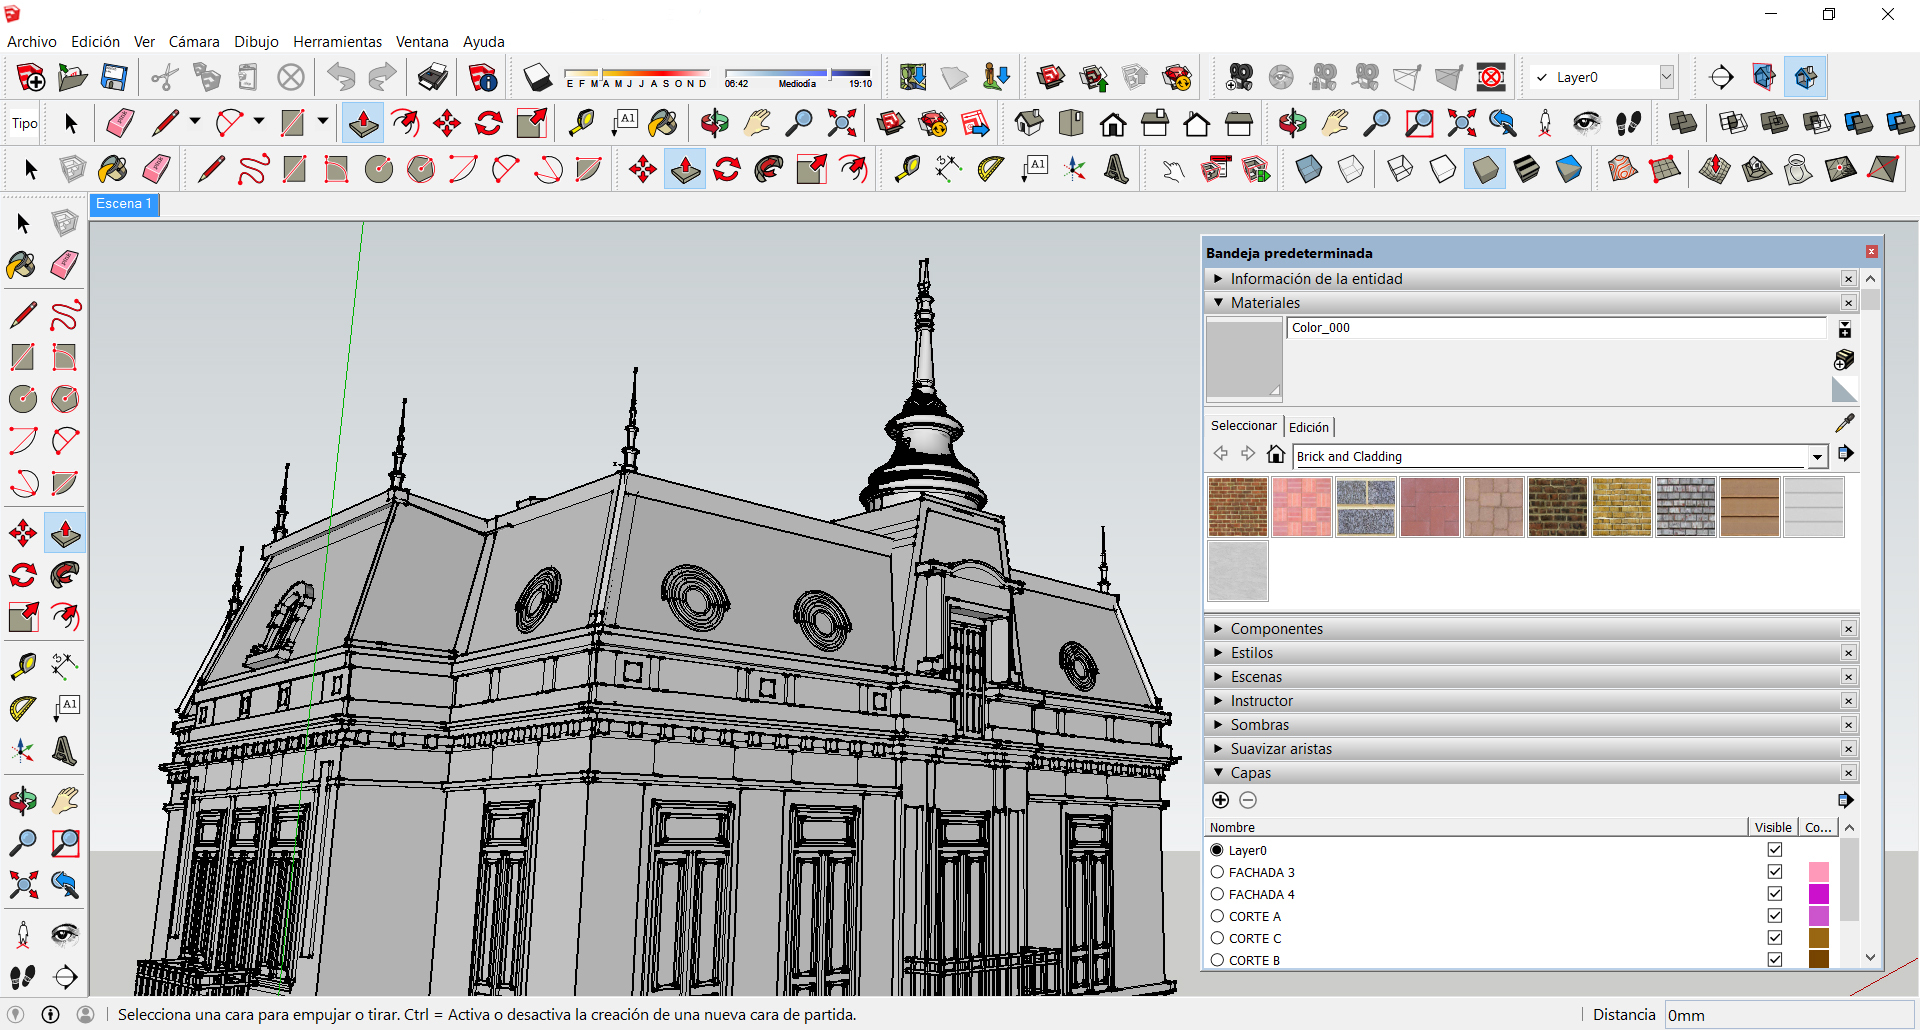 Archivo Edición Ver Cámara Dibujo Herramientas Ventana Ayuda
E F M A M J J A S O N D
06:42 Mediodía 19:10
Layer0
Tipo
A1
A1
Escena 1
A1
Bandeja predeterminada
Información de la entidad
Materiales
Color_000
Seleccionar Edición
Brick and Cladding
Componentes
Estilos
Escenas
Instructor
Sombras
Suavizar aristas
Capas
Nombre Visible Co...
Layer0
FACHADA 3
FACHADA 4
CORTE A
CORTE C
CORTE B
Selecciona una cara para empujar o tirar. Ctrl = Activa o desactiva la creación de una nueva cara de partida.
Distancia 0mm